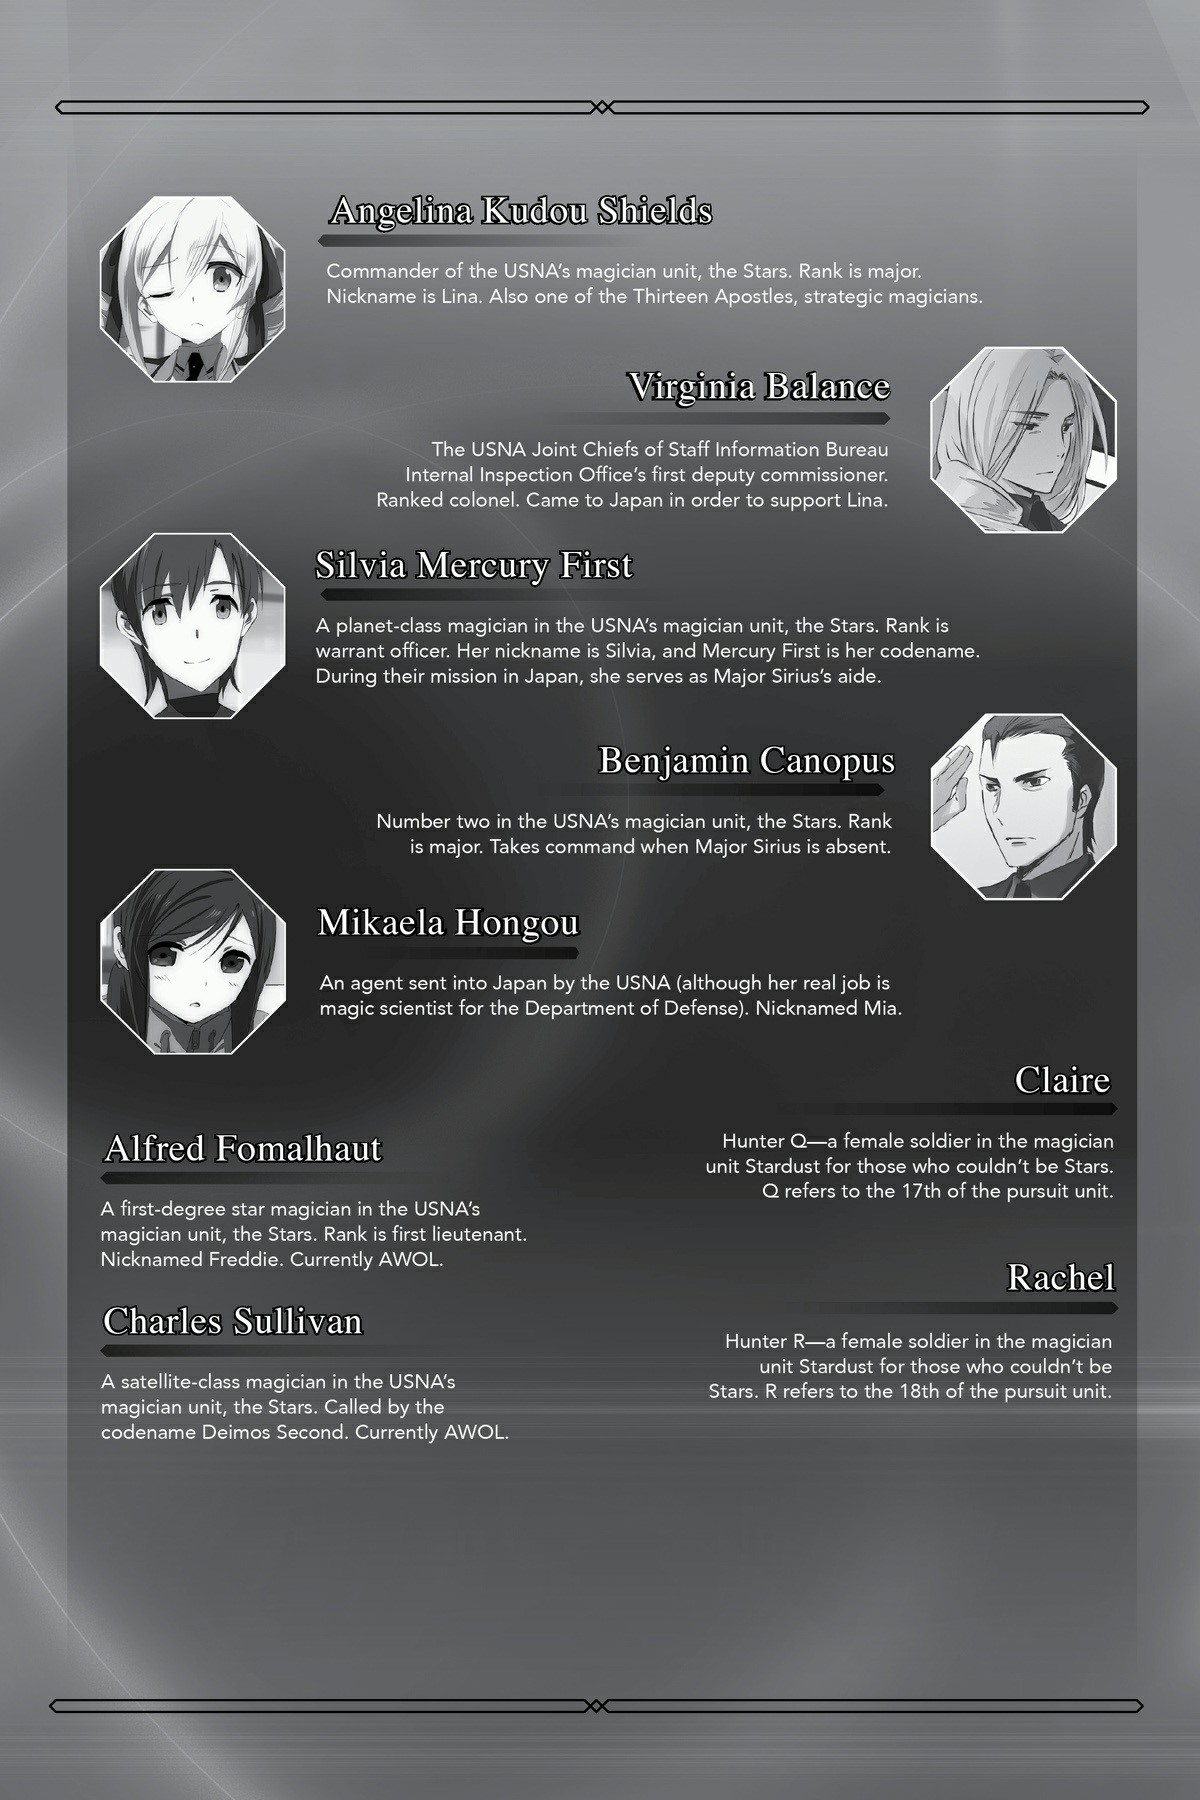 Angelina Kudou Shields
Commander of the USNA's magician unit, the Stars. Rank is major.
Nickname is Lina. Also one of the Thirteen Apostles, strategic magicians.
Virginia Balance
The USNA Joint Chiefs of Staff Information Bureau
Internal Inspection Office's first deputy commissioner.
Ranked colonel. Came to Japan in order to support Lina.
Silvia Mercury First
A planet-class magician in the USNA's magician unit, the Stars. Rank is
warrant officer. Her nickname is Silvia, and Mercury First is her codename.
During their mission in Japan, she serves as Major Sirius's aide.
Benjamin Canopus
Number two in the USNA's magician unit, the Stars. Rank
is major. Takes command when Major Sirius is absent.
Mikaela Hongou
An agent sent into Japan by the USNA (although her real job is
magic scientist for the Department of Defense). Nicknamed Mia.
Claire
Hunter Q—a female soldier in the magician
unit Stardust for those who couldn't be Stars.
Q refers to the 17th of the pursuit unit.
Alfred Fomalhaut
A first-degree star magician in the USNA's
magician unit, the Stars. Rank is first lieutenant.
Nicknamed Freddie. Currently AWOL.
Rachel
Hunter R—a female soldier in the magician
unit Stardust for those who couldn't be
Stars. R refers to the 18th of the pursuit unit.
Charles Sullivan
A satellite-class magician in the USNA's
magician unit, the Stars. Called by the
codename Deimos Second. Currently AWOL.